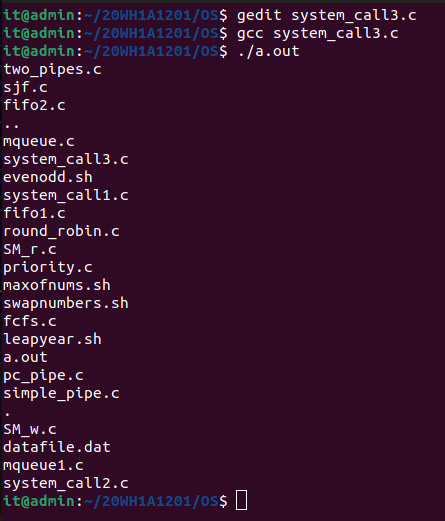 it@admin:~/20WH1A1201/OS$ gedit system_call3.c
it@admin:~/20WH1A1201/OS$ gcc system_call3.c
it@admin:~/20WH1A1201/OS$ ./a.out
two_pipes.c
sjf.c
fifo2.c
..
mqueue.c
system_call3.c
evenodd.sh
system_call1.c
fifo1.c
round_robin.c
SM_r.c
priority.c
maxofnums.sh
swapnumbers.sh
fcfs.c
leapyear.sh
a.out
pc_pipe.c
simple_pipe.c
.
SM_w.c
datafile.dat
mqueue1.c
system_call2.c
it@admin:~/20WH1A1201/OS$